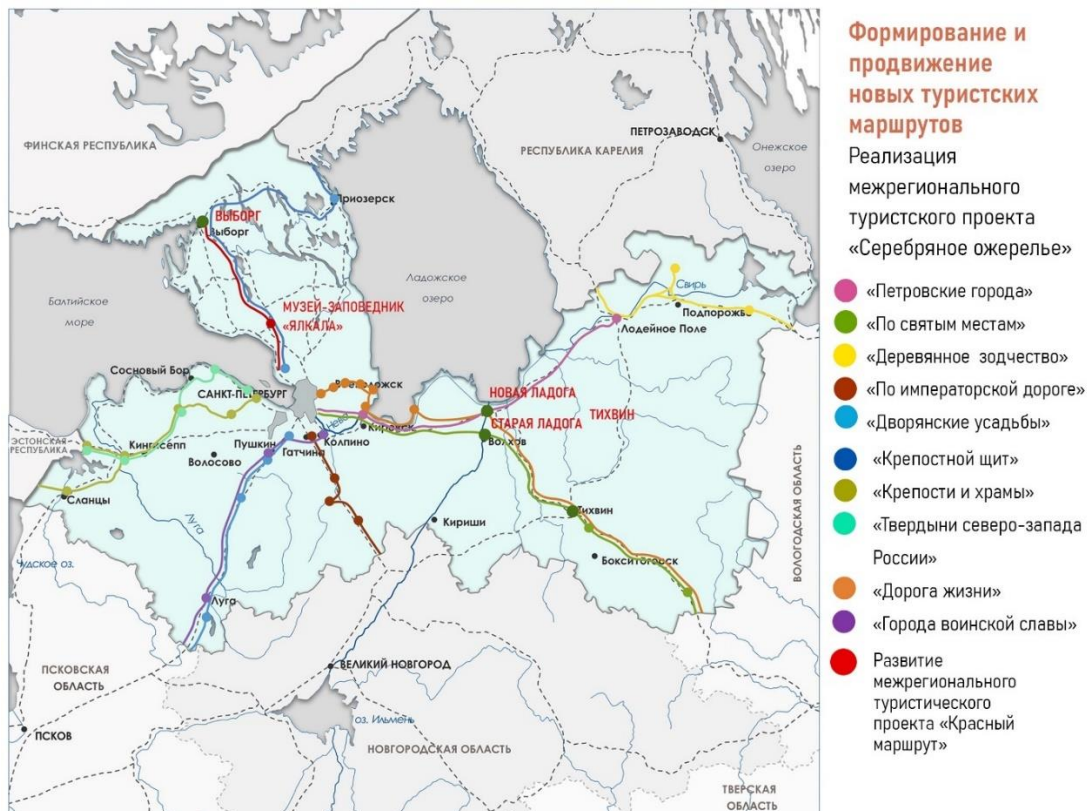 Формирование и
продвижение
новых туристских
маршрутов
Реализация
межрегионального
туристского проекта
«Серебряное ожерелье»
«Петровские города»
«По святым местам»
«Деревянное зодчество»
«По императорской дороге»
«Дворянские усадьбы»
«Крепостной щит»
«Крепости и храмы»
«Твердыни северо-запада
России»
«Дорога жизни»
«Города воинской славы»
Развитие
межрегионального
туристического
проекта «Красный
маршрут»
ФИНСКАЯ РЕСПУБЛИКА
РЕСПУБЛИКА КАРЕЛИЯ
ПЕТРОЗАВОДСК
Онежское
озеро
Приозерск
ВЫБОРГ
Выборг
Ладожское
озеро
Балтийское
море
МУЗЕЙ-ЗАПОВЕДНИК
«ЯЛКАЛА»
Свирь
Подпорожье
Лодейное Поле
Сосновый Бор
САНКТ-ПЕТЕРБУРГ
Всеволожск
НОВАЯ ЛАДОГА
ТИХВИН
СТАРАЯ ЛАДОГА
Нева
Кировск
Волхов
ЭСТОНСКАЯ
РЕСПУБЛИКА
Кингисепп
Волосово
Пушкин
Гатчина
Колпино
Сланцы
Луга
Кириши
Тихвин
Бокситогорск
ВОЛОГОДСКАЯ ОБЛАСТЬ
Чудское оз.
Луга
ПСКОВСКАЯ
ОБЛАСТЬ
ВЕЛИКИЙ НОВГОРОД
ПСКОВ
оз. Ильмень
НОВГОРОДСКАЯ ОБЛАСТЬ
ТВЕРСКАЯ
ОБЛАСТЬ